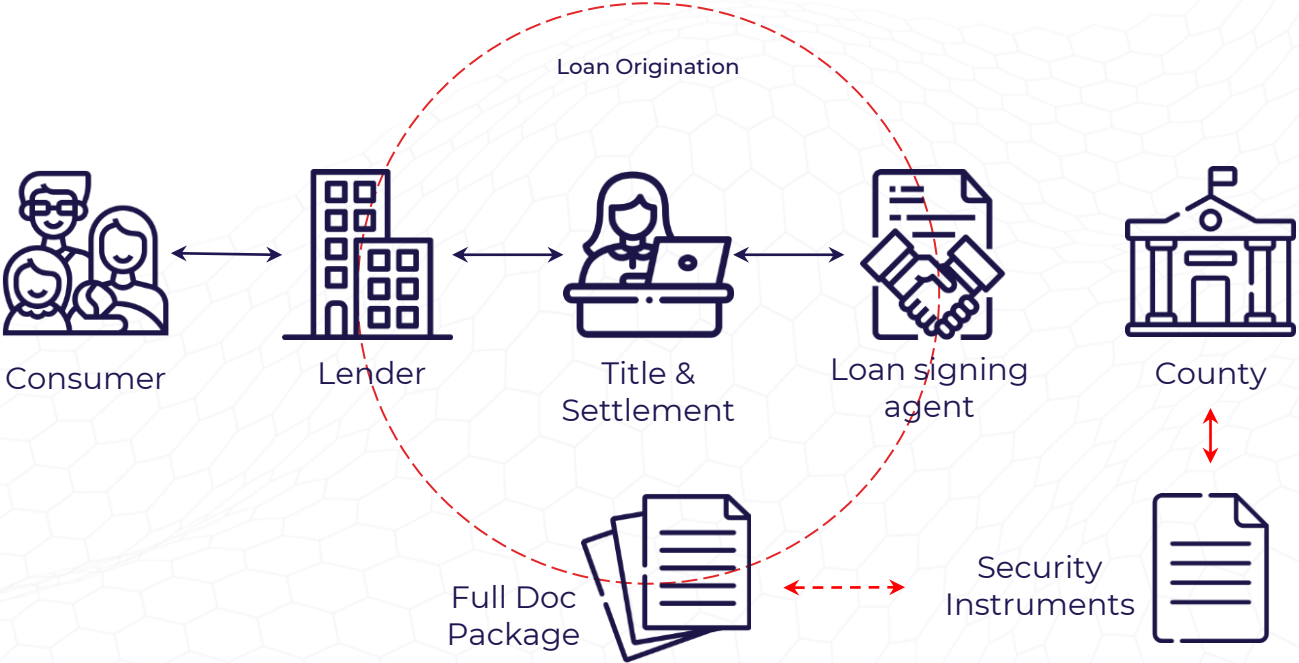 Loan Origination
Consumer
Lender
Title &
Settlement
Loan signing
agent
County
Full Doc
Package
Security
Instruments